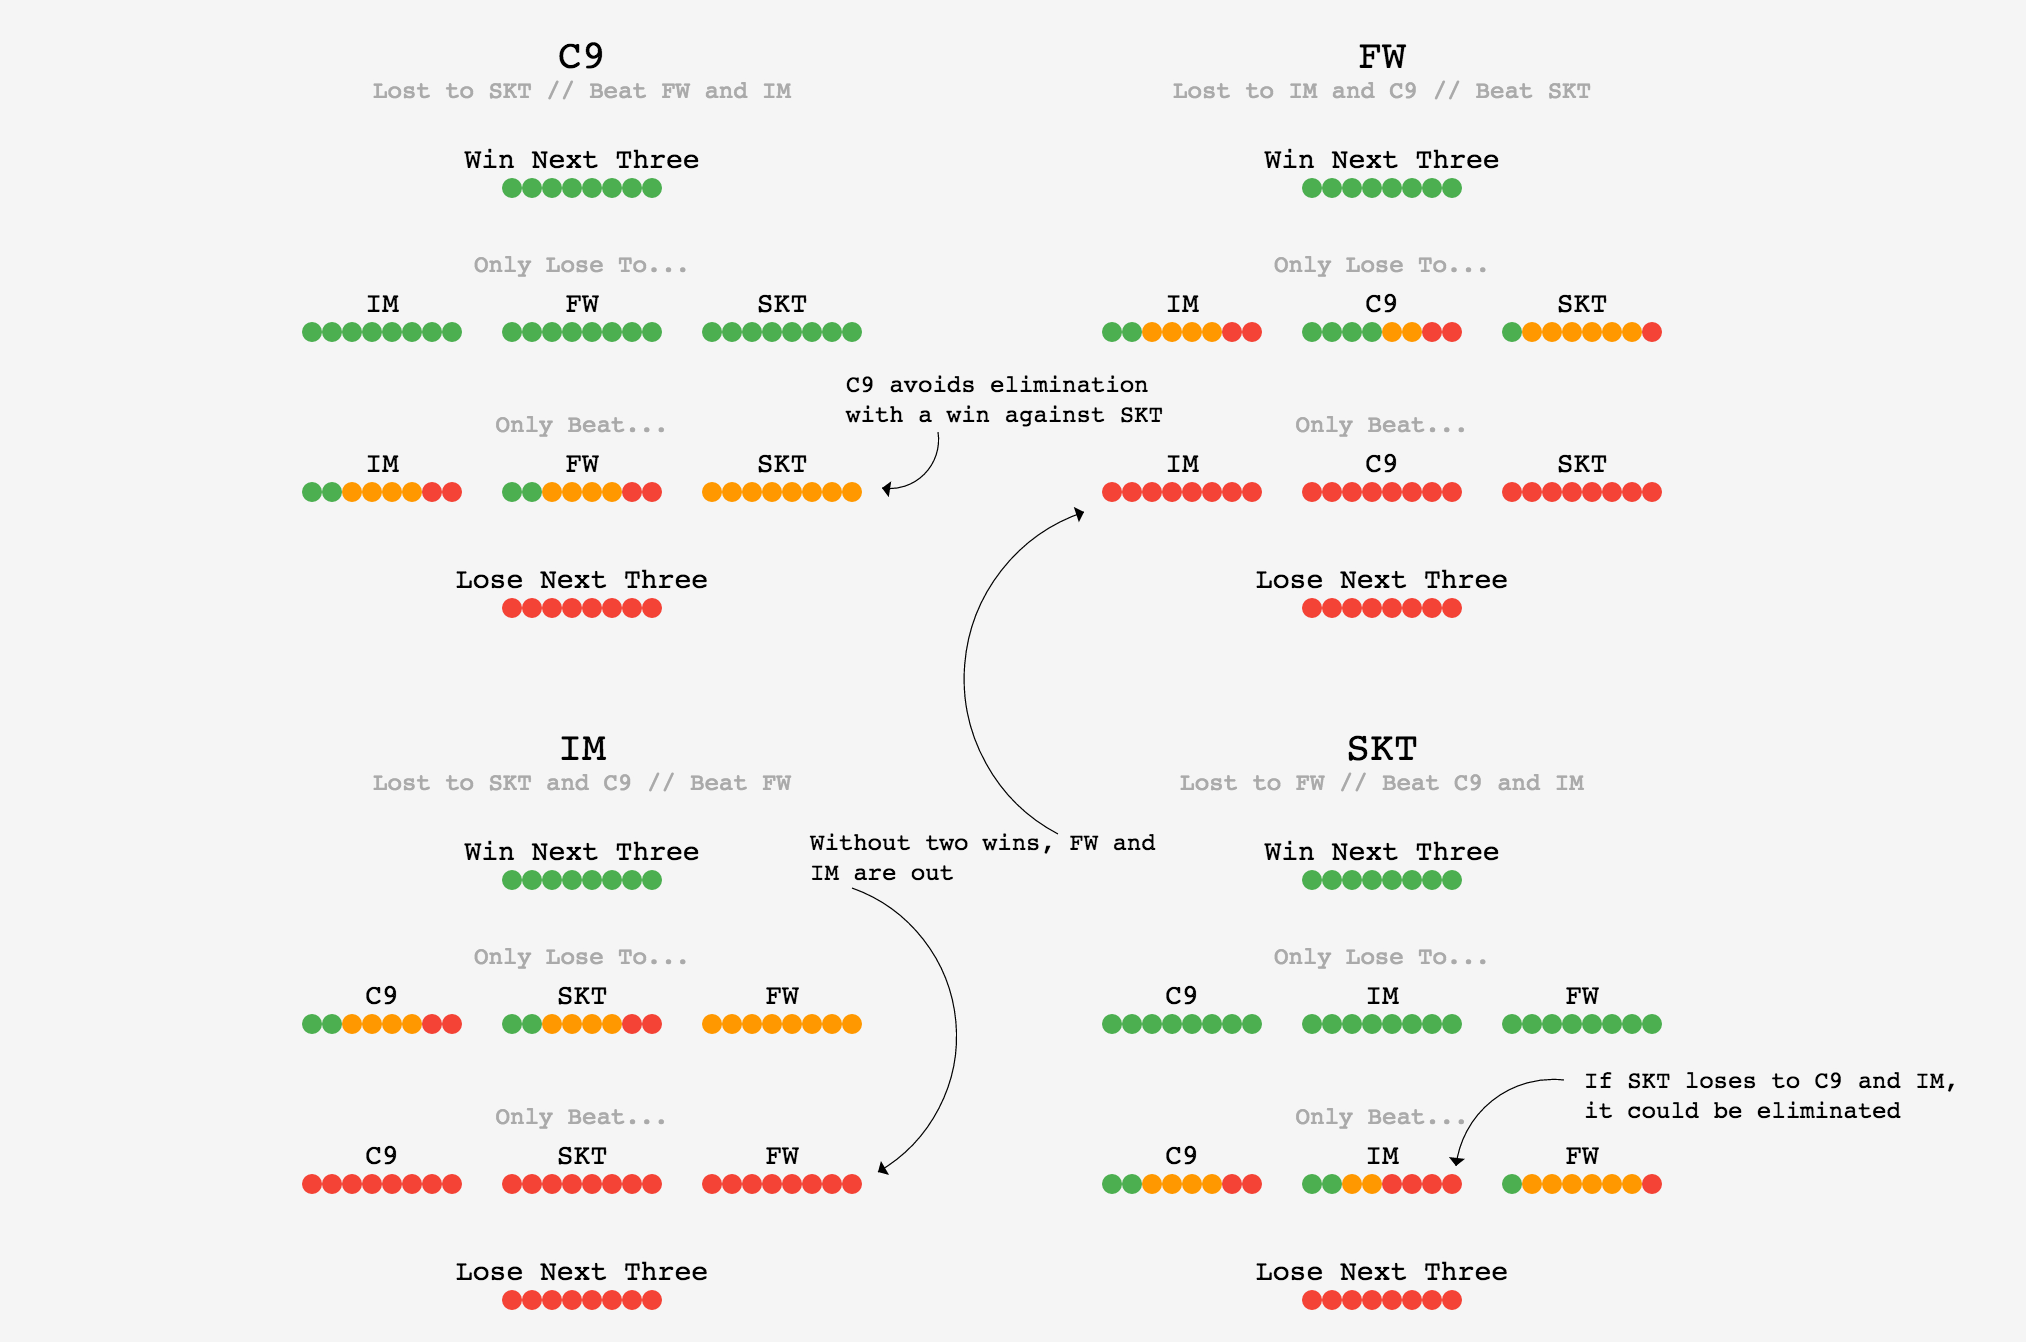 C9
Lost to SKT // Beat FW and IM
Win Next Three
Only Lose To...
IM FW SKT
C9 avoids elimination
with a win against SKT
Only Beat...
IM FW SKT
Lose Next Three
FW
Lost to IM and C9 // Beat SKT
Win Next Three
Only Lose To...
IM C9 SKT
Only Beat...
IM C9 SKT
Lose Next Three
IM
Lost to SKT and C9 // Beat FW
Without two wins, FW and
IM are out
Win Next Three
Only Lose To...
C9 SKT FW
Only Beat...
C9 SKT FW
Lose Next Three
SKT
Lost to FW // Beat C9 and IM
Win Next Three
Only Lose To...
C9 IM FW
If SKT loses to C9 and IM,
it could be eliminated
Only Beat...
C9 IM FW
Lose Next Three